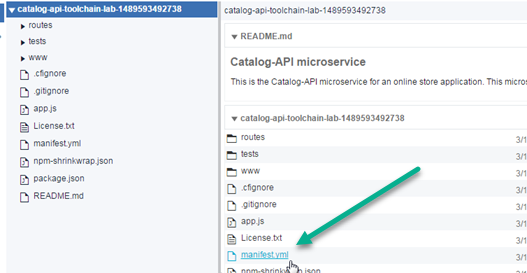 catalog-api-toolchain-lab-1489593492738
routes
tests
www
.cfignore
.gitignore
app.js
License.txt
manifest.yml
npm-shrinkwrap.json
package.json
README.md
catalog-api-toolchain-lab-1489593492738
README.md
Catalog-API microservice
This is the Catalog-API microservice for an online store application. This micros
catalog-api-toolchain-lab-1489593492738
routes 3/1
tests 3/1
www 3/1
.cfignore 3/1
.gitignore 3/1
app.js 3/1
License.txt 3/1
manifest.yml 3/1
npm-shrinkwrap.json 3/1